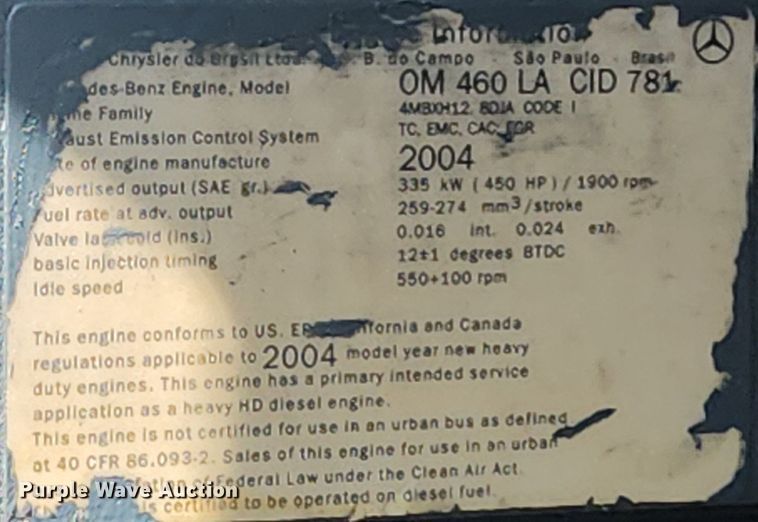 Information
Chrysler do Brasil Ltda. B. do Campo - São Paulo - Brasil
des-Benz Engine, Model OM 460 LA CID 781
ne Family 4MBXH12. 8DJA CODE I
aust Emission Control System TC, EMC, CAC, EGR
te of engine manufacture 2004
dvertised output (SAE gr.) 335 kW ( 450 HP ) / 1900 rpm
Fuel rate at adv. output 259-274 mm³/stroke
Valve cold (ins.) 0.016 int. 0.024 exh.
basic injection timing 12±1 degrees BTDC
idle speed 550+100 rpm
This engine conforms to US. EP ifornia and Canada
regulations applicable to 2004 model year new heavy
duty engines. This engine has a primary intended service
application as a heavy HD diesel engine.
This engine is not certified for use in an urban bus as defined
at 40 CFR 86.093-2. Sales of this engine for use in an urban
Federal Law under the Clean Air Act.
is certified to be operated on diesel fuel.
Purple Wave Auction